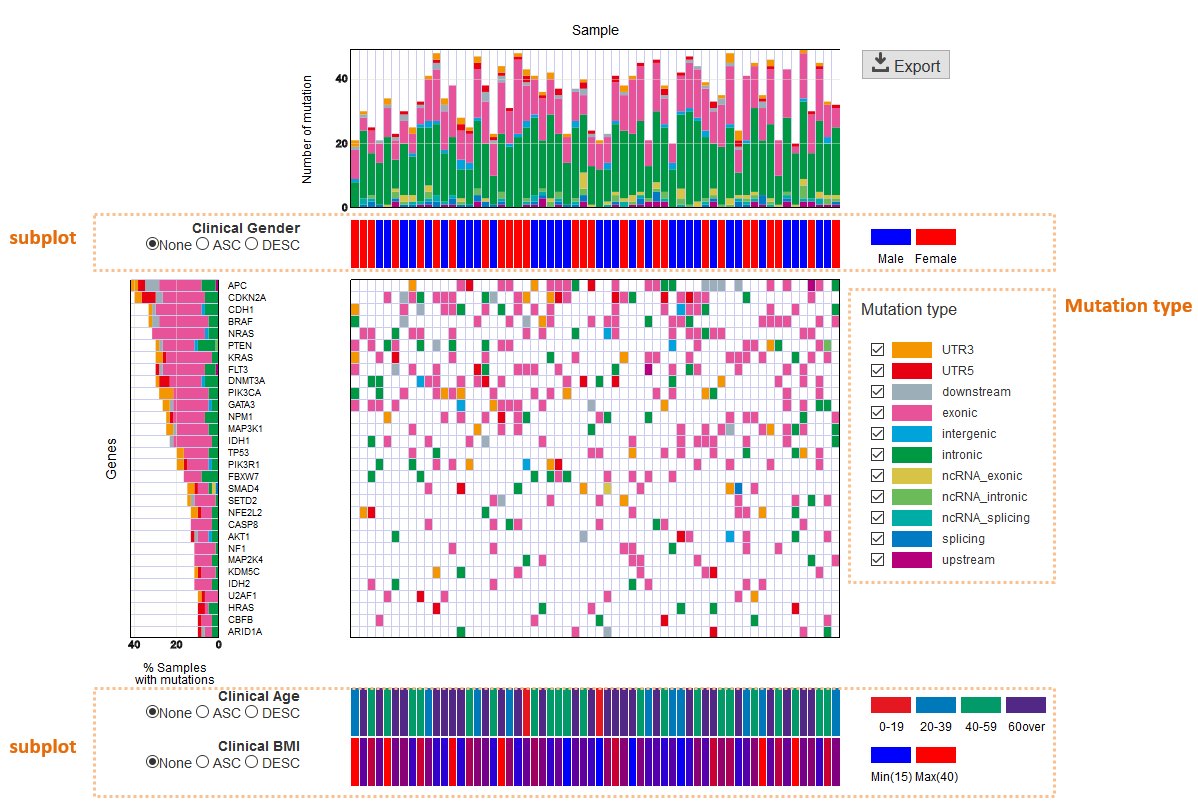 Sample
Export
Number of mutation
40
20
0
subplot
Clinical Gender
None ASC DESC
Male Female
Genes
APC
CDKN2A
CDH1
BRAF
NRAS
PTEN
KRAS
FLT3
DNMT3A
PIK3CA
GATA3
NPM1
MAP3K1
IDH1
TP53
PIK3R1
FBXW7
SMAD4
SETD2
NFE2L2
CASP8
AKT1
NF1
MAP2K4
KDM5C
IDH2
U2AF1
HRAS
CBFB
ARID1A
40 20 0
% Samples
with mutations
Mutation type
Mutation type
UTR3
UTR5
downstream
exonic
intergenic
intronic
ncRNA_exonic
ncRNA_intronic
ncRNA_splicing
splicing
upstream
subplot
Clinical Age
None ASC DESC
0-19 20-39 40-59 60over
Clinical BMI
None ASC DESC
Min(15) Max(40)